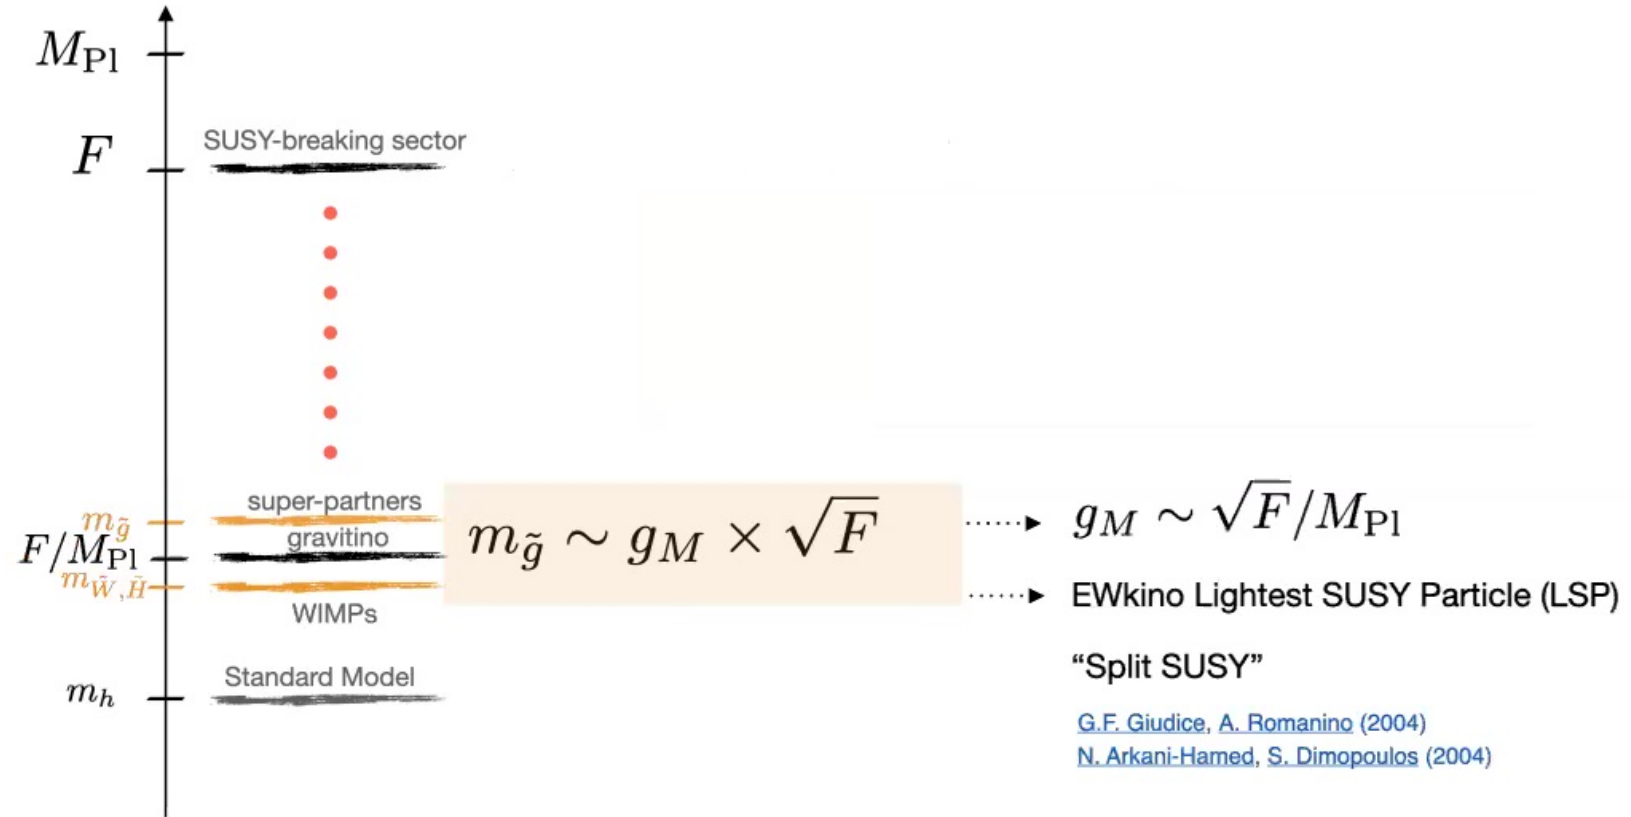 M_Pl
F
SUSY-breaking sector
super-partners
m_g̃
gravitino
F/M_Pl
m_W̃,H̃
WIMPs
Standard Model
m_h
m_g̃ ∼ g_M × √F
g_M ∼ √F/M_Pl
EWkino Lightest SUSY Particle (LSP)
“Split SUSY”
G.F. Giudice, A. Romanino (2004)
N. Arkani-Hamed, S. Dimopoulos (2004)